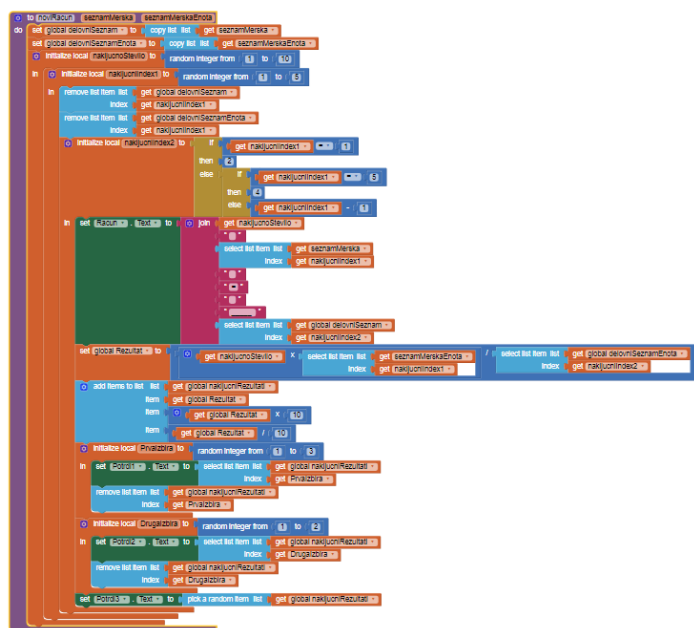 to noviRacun seznamMerska seznamMerskaEnota
do set global delovniSeznam to copy list list get seznamMerska
set global delovniSeznamEnota to copy list list get seznamMerskaEnota
initialize local nakljucnoStevilo to random integer from 1 to 10
in initialize local nakljucniIndex1 to random integer from 1 to 5
in remove list item list get global delovniSeznam
index get nakljucniIndex1
remove list item list get global delovniSeznamEnota
index get nakljucniIndex1
initialize local nakljucniIndex2 to if get nakljucniIndex1 = 1
then 2
else if get nakljucniIndex1 = 5
then 4
else get nakljucniIndex1 - 1
in set Racun . Text to join get nakljucnoStevilo
" "
select list item list get seznamMerska
index get nakljucniIndex1
" "
" = "
" "
" ______ "
select list item list get global delovniSeznam
index get nakljucniIndex2
set global Rezultat to get nakljucnoStevilo × select list item list get seznamMerskaEnota / select list item list get global delovniSeznamEnota
index get nakljucniIndex1 index get nakljucniIndex2
add items to list list get global nakljucniRezultati
item get global Rezultat
item get global Rezultat × 10
item get global Rezultat / 10
initialize local PrvaIzbira to random integer from 1 to 3
in set Potrdi1 . Text to select list item list get global nakljucniRezultati
index get PrvaIzbira
remove list item list get global nakljucniRezultati
index get PrvaIzbira
initialize local DrugaIzbira to random integer from 1 to 2
in set Potrdi2 . Text to select list item list get global nakljucniRezultati
index get DrugaIzbira
remove list item list get global nakljucniRezultati
index get DrugaIzbira
set Potrdi3 . Text to pick a random item list get global nakljucniRezultati